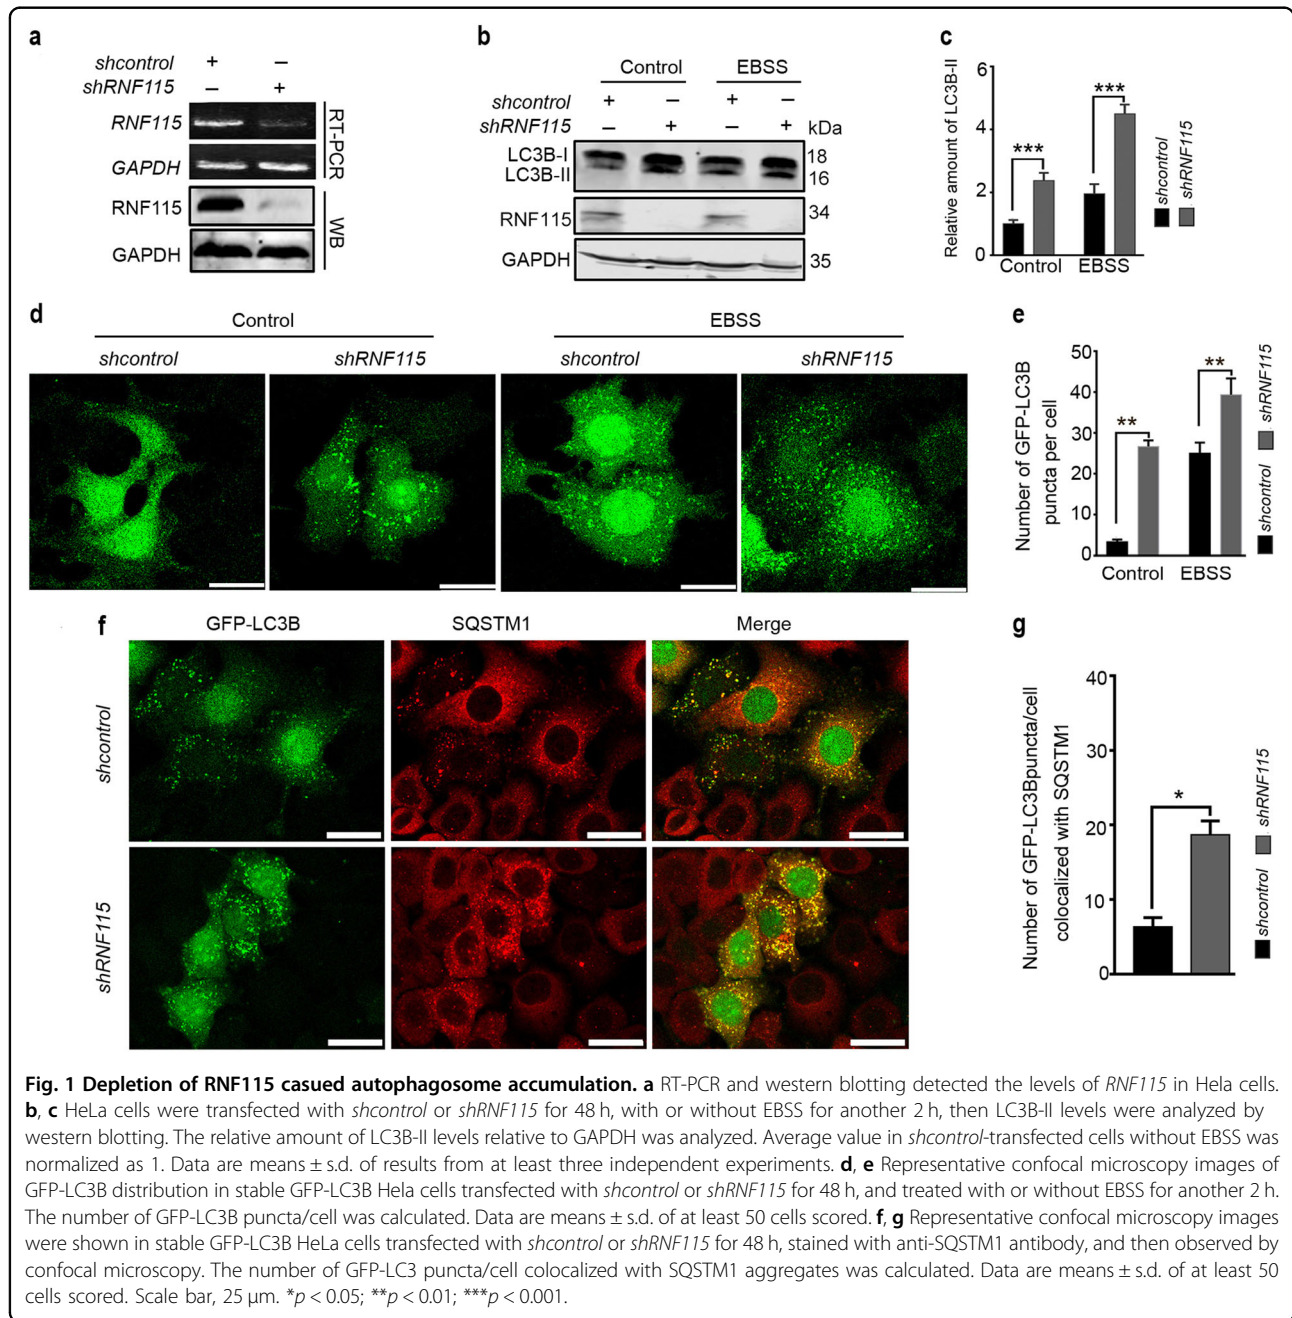 a
shcontrol + −
shRNF115 − +
RNF115
GAPDH
RT-PCR
RNF115
GAPDH
WB
b
Control EBSS
shcontrol + − + −
shRNF115 − + − + kDa
LC3B-I 18
LC3B-II 16
RNF115 34
GAPDH 35
c
Relative amount of LC3B-II
6
4
2
0
***
***
Control EBSS
shcontrol
shRNF115
d
Control EBSS
shcontrol shRNF115 shcontrol shRNF115
e
Number of GFP-LC3B
puncta per cell
50
40
30
20
10
0
**
**
Control EBSS
shcontrol
shRNF115
f
GFP-LC3B SQSTM1 Merge
shcontrol
shRNF115
g
Number of GFP-LC3Bpuncta/cell
colocalized with SQSTM1
40
30
20
10
0
*
shcontrol
shRNF115
Fig. 1 Depletion of RNF115 casued autophagosome accumulation. a RT-PCR and western blotting detected the levels of RNF115 in Hela cells.
b, c HeLa cells were transfected with shcontrol or shRNF115 for 48 h, with or without EBSS for another 2 h, then LC3B-II levels were analyzed by
western blotting. The relative amount of LC3B-II levels relative to GAPDH was analyzed. Average value in shcontrol-transfected cells without EBSS was
normalized as 1. Data are means ± s.d. of results from at least three independent experiments. d, e Representative confocal microscopy images of
GFP-LC3B distribution in stable GFP-LC3B Hela cells transfected with shcontrol or shRNF115 for 48 h, and treated with or without EBSS for another 2 h.
The number of GFP-LC3B puncta/cell was calculated. Data are means ± s.d. of at least 50 cells scored. f, g Representative confocal microscopy images
were shown in stable GFP-LC3B HeLa cells transfected with shcontrol or shRNF115 for 48 h, stained with anti-SQSTM1 antibody, and then observed by
confocal microscopy. The number of GFP-LC3 puncta/cell colocalized with SQSTM1 aggregates was calculated. Data are means ± s.d. of at least 50
cells scored. Scale bar, 25 μm. *p < 0.05; **p < 0.01; ***p < 0.001.